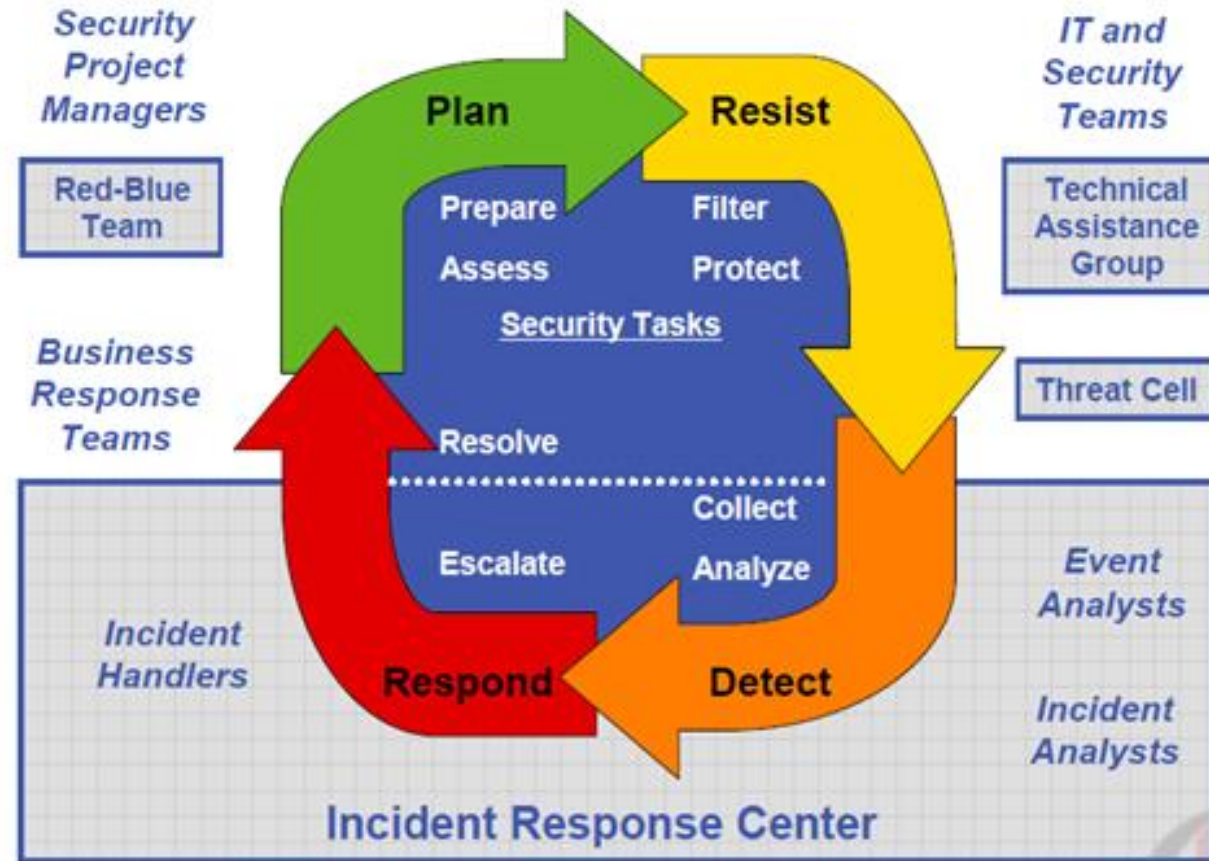 Security
Project
Managers
Red-Blue
Team
Plan
Resist
IT and
Security
Teams
Technical
Assistance
Group
Prepare
Filter
Assess
Protect
Security Tasks
Business
Response
Teams
Threat Cell
Resolve
Collect
Escalate
Analyze
Event
Analysts
Incident
Handlers
Respond
Detect
Incident
Analysts
Incident Response Center